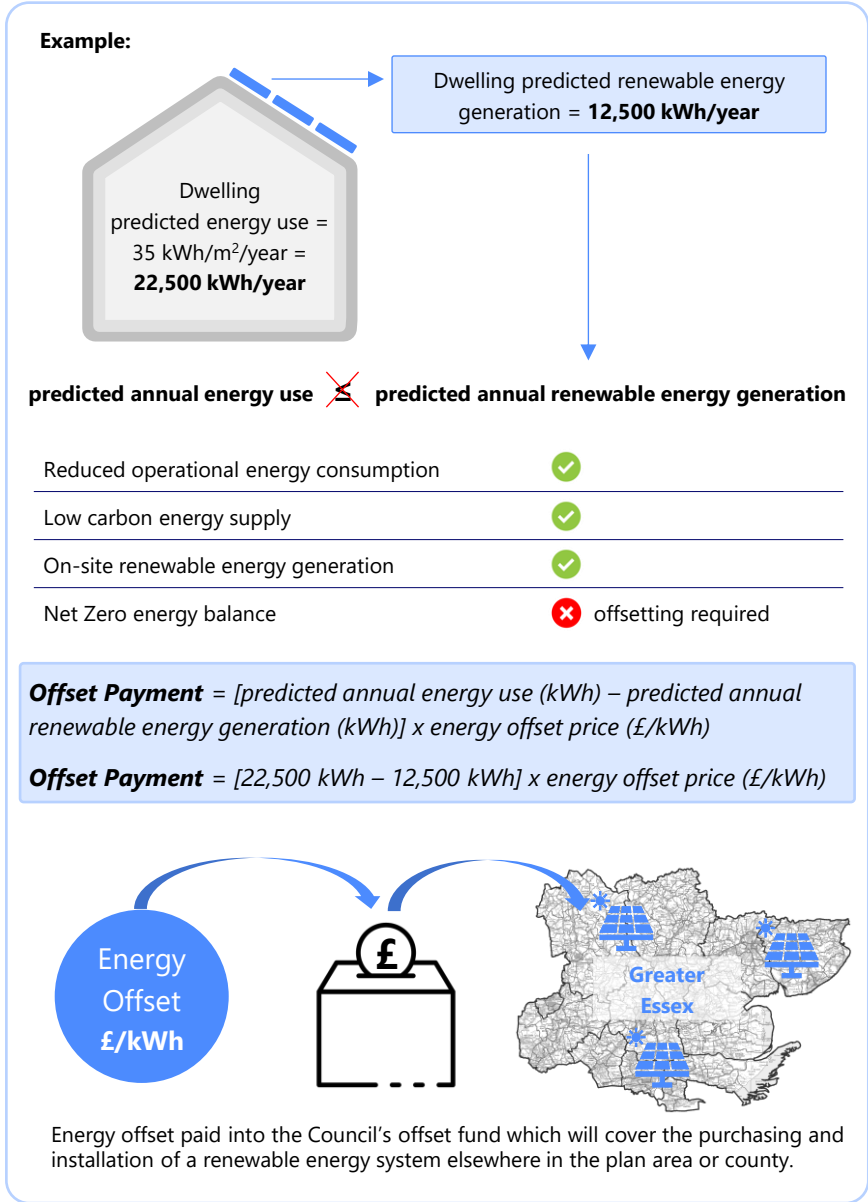 Example:
Dwelling predicted renewable energy
generation = 12,500 kWh/year
Dwelling
predicted energy use =
35 kWh/m²/year =
22,500 kWh/year
predicted annual energy use ≤ predicted annual renewable energy generation
Reduced operational energy consumption
Low carbon energy supply
On-site renewable energy generation
Net Zero energy balance offsetting required
Offset Payment = [predicted annual energy use (kWh) – predicted annual
renewable energy generation (kWh)] x energy offset price (£/kWh)
Offset Payment = [22,500 kWh – 12,500 kWh] x energy offset price (£/kWh)
Energy
Offset
£/kWh
£
Greater
Essex
Energy offset paid into the Council’s offset fund which will cover the purchasing and
installation of a renewable energy system elsewhere in the plan area or county.